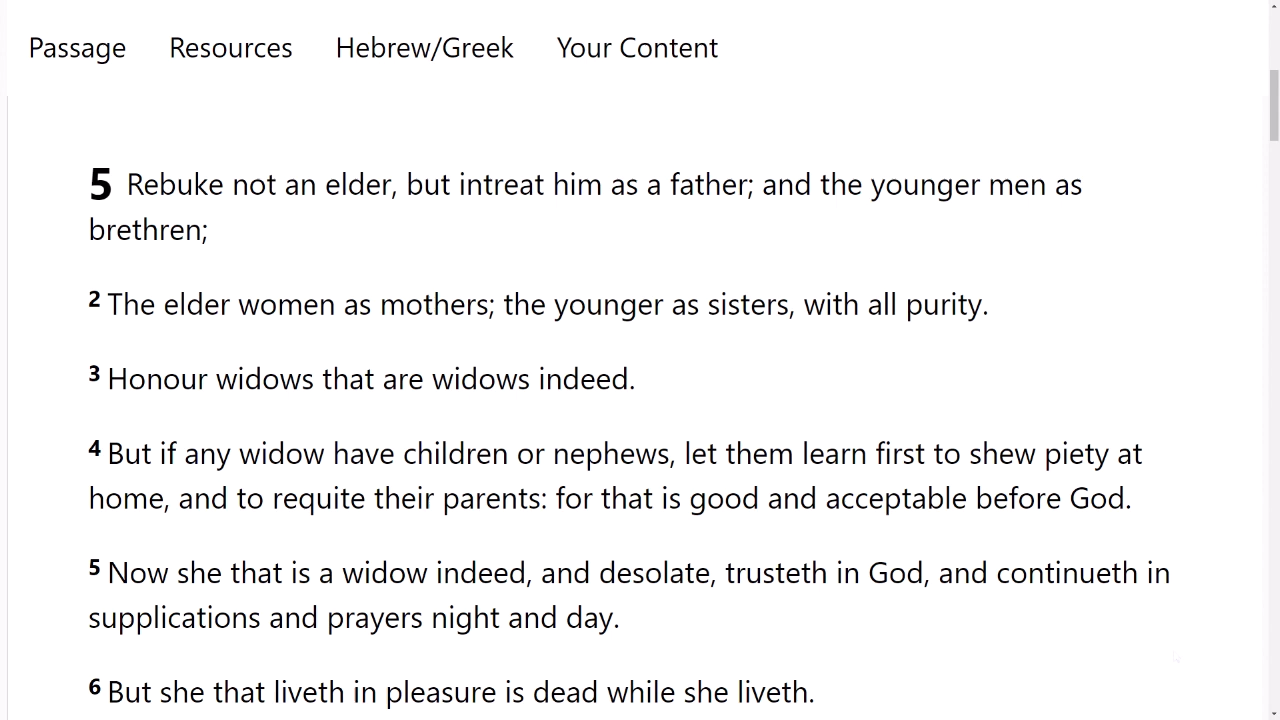 Passage Resources Hebrew/Greek Your Content
5 Rebuke not an elder, but intreat him as a father; and the younger men as
brethren;
2 The elder women as mothers; the younger as sisters, with all purity.
3 Honour widows that are widows indeed.
4 But if any widow have children or nephews, let them learn first to shew piety at
home, and to requite their parents: for that is good and acceptable before God.
5 Now she that is a widow indeed, and desolate, trusteth in God, and continueth in
supplications and prayers night and day.
6 But she that liveth in pleasure is dead while she liveth.